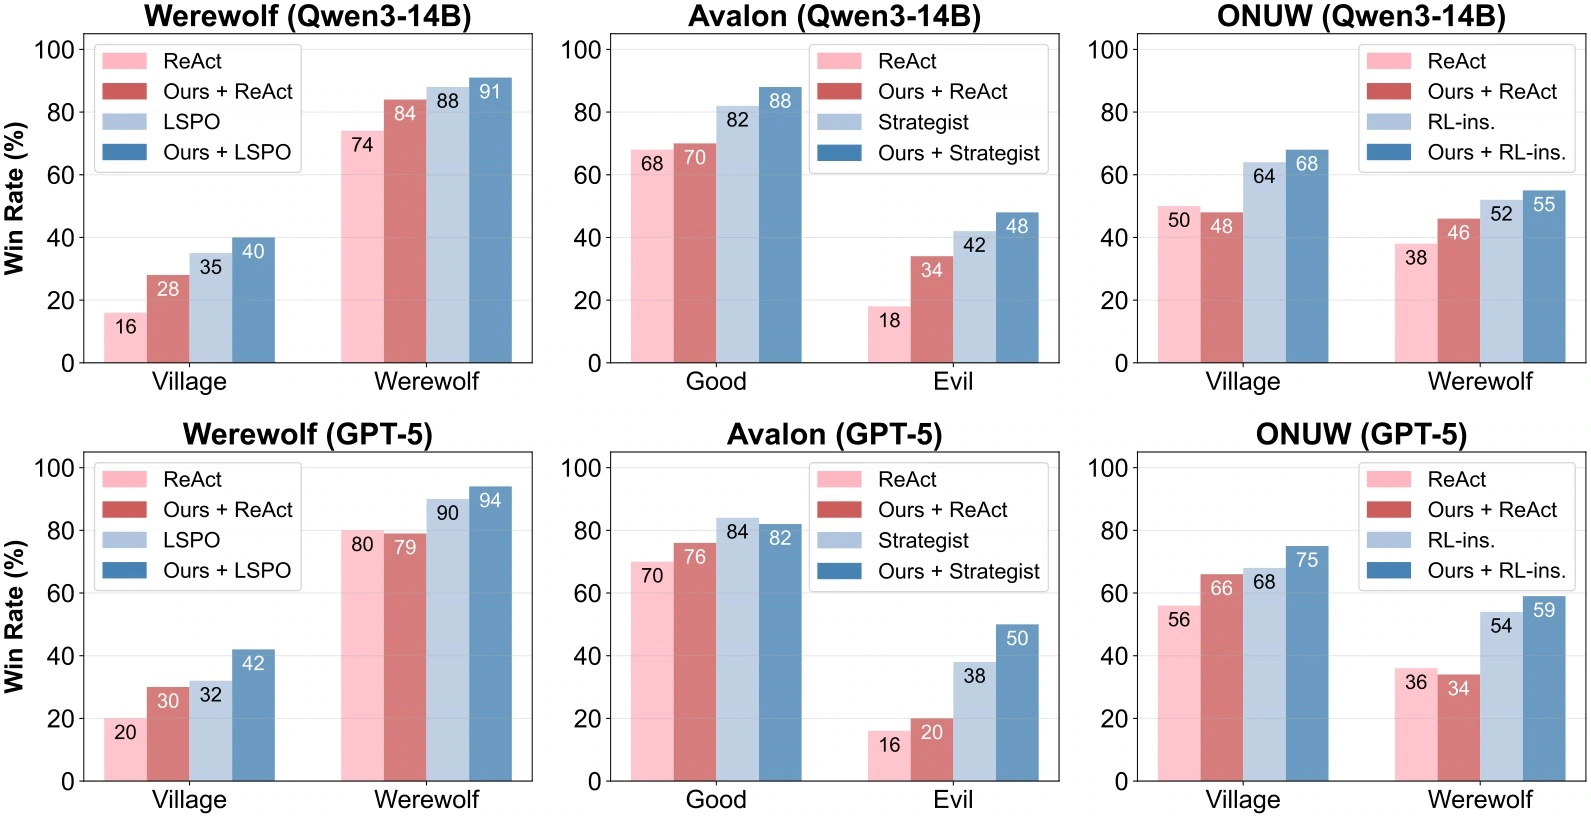 Werewolf (Qwen3-14B)
Win Rate (%)
100
80
60
40
20
0
ReAct
Ours + ReAct
LSPO
Ours + LSPO
16
28
35
40
74
84
88
91
Village
Werewolf
Avalon (Qwen3-14B)
100
80
60
40
20
0
ReAct
Ours + ReAct
Strategist
Ours + Strategist
68
70
82
88
18
34
42
48
Good
Evil
ONUW (Qwen3-14B)
100
80
60
40
20
0
ReAct
Ours + ReAct
RL-ins.
Ours + RL-ins.
50
48
64
68
38
46
52
55
Village
Werewolf
Werewolf (GPT-5)
Win Rate (%)
100
80
60
40
20
0
ReAct
Ours + ReAct
LSPO
Ours + LSPO
20
30
32
42
80
79
90
94
Village
Werewolf
Avalon (GPT-5)
100
80
60
40
20
0
ReAct
Ours + ReAct
Strategist
Ours + Strategist
70
76
84
82
16
20
38
50
Good
Evil
ONUW (GPT-5)
100
80
60
40
20
0
ReAct
Ours + ReAct
RL-ins.
Ours + RL-ins.
56
66
68
75
36
34
54
59
Village
Werewolf